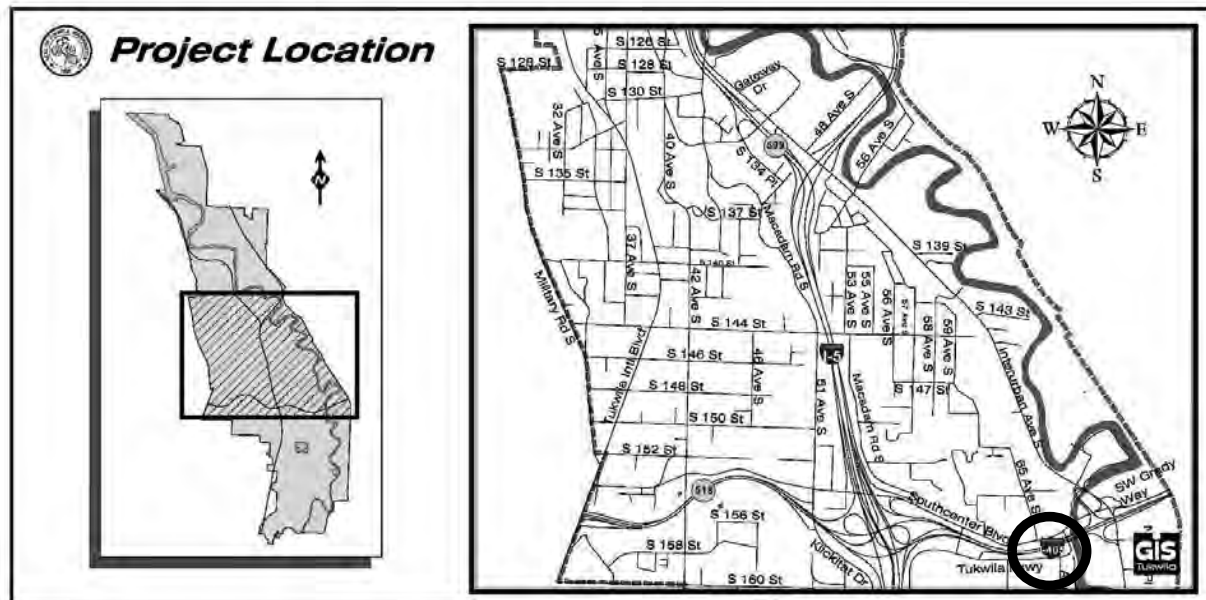 Project Location
N
S 126 St
S 128 St
S 128 St
S 130 St
Gateway Dr
48 Ave S
56 Ave S
32 Ave S
40 Ave S
S 134 Pl
S 135 St
S 137 St
Macadam Rd S
37 Ave S
42 Ave S
S 139 St
Military Rd S
53 Ave S
55 Ave S
56 Ave S
57 Ave S
58 Ave S
59 Ave S
S 143 St
S 144 St
Tukwila Intl Blvd
S 146 St
46 Ave S
I-5
S 147 St
Interurban Ave S
S 148 St
51 Ave S
Macadam Rd S
S 150 St
S 152 St
65 Ave S
SW Grady Way
518
Southcenter Blvd
S 156 St
S 158 St
Klickitat Dr
S 160 St
N
W E
S
GIS
Tukwila